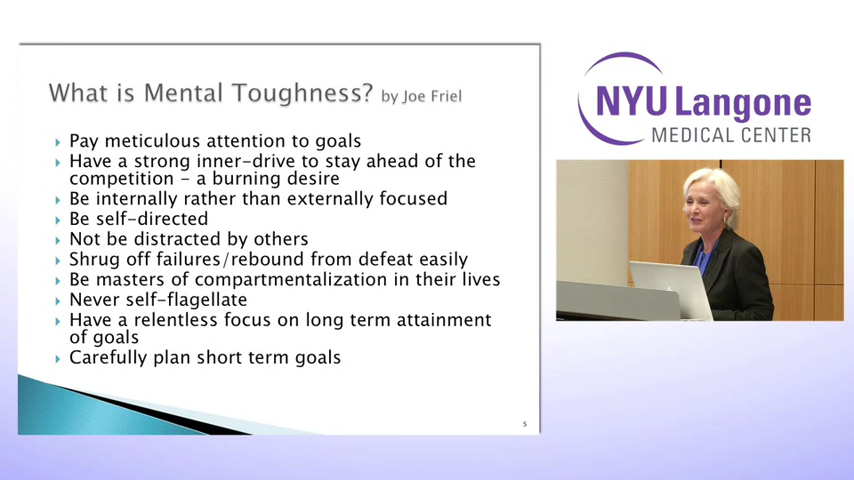 What is Mental Toughness? by Joe Friel
Pay meticulous attention to goals
Have a strong inner-drive to stay ahead of the
competition – a burning desire
Be internally rather than externally focused
Be self-directed
Not be distracted by others
Shrug off failures/rebound from defeat easily
Be masters of compartmentalization in their lives
Never self-flagellate
Have a relentless focus on long term attainment
of goals
Carefully plan short term goals
5
NYU Langone
MEDICAL CENTER